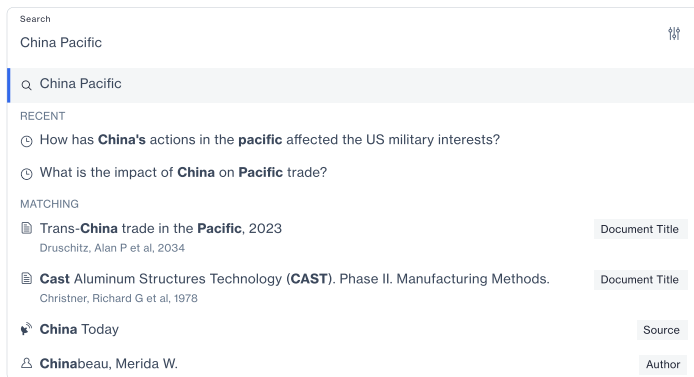 Search
China Pacific
China Pacific
RECENT
How has China's actions in the pacific affected the US military interests?
What is the impact of China on Pacific trade?
MATCHING
Trans-China trade in the Pacific, 2023
Document Title
Druschitz, Alan P et al, 2034
Cast Aluminum Structures Technology (CAST). Phase II. Manufacturing Methods.
Document Title
Christner, Richard G et al, 1978
China Today
Source
Chinabeau, Merida W.
Author